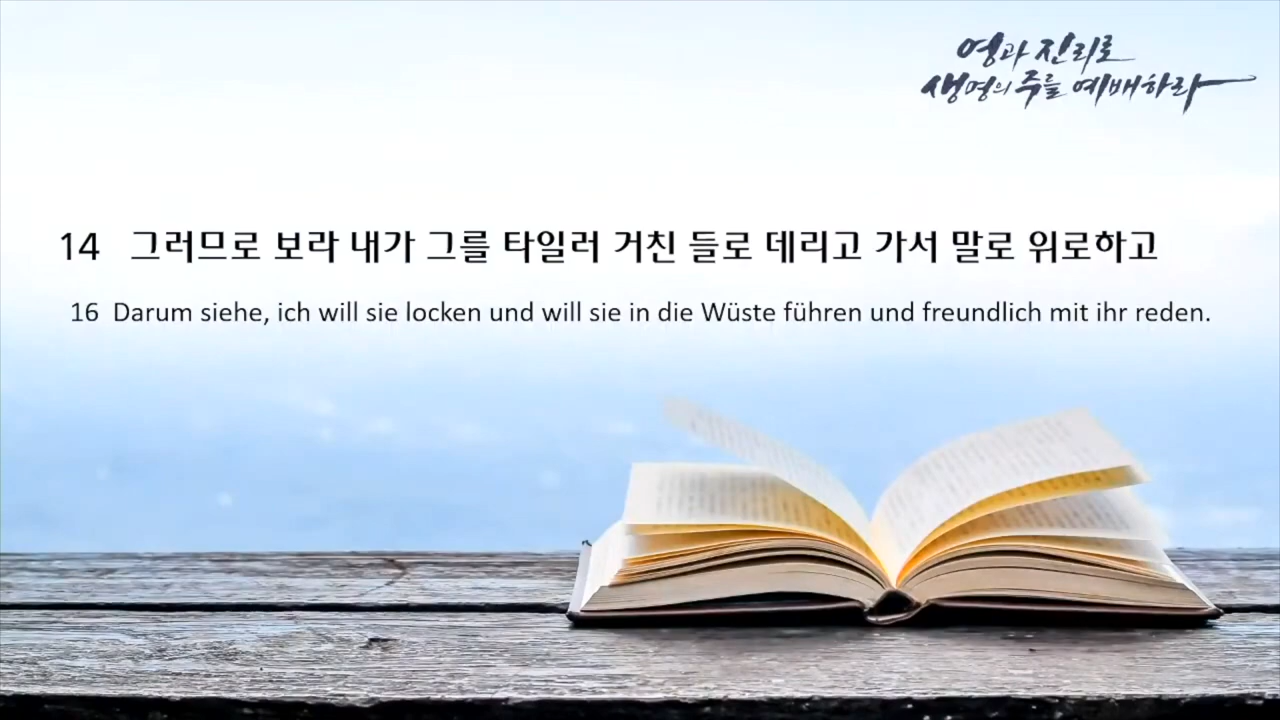 영과 진리로
생명의 주를 예배하라
14 그러므로 보라 내가 그를 타일러 거친 들로 데리고 가서 말로 위로하고
16 Darum siehe, ich will sie locken und will sie in die Wüste führen und freundlich mit ihr reden.